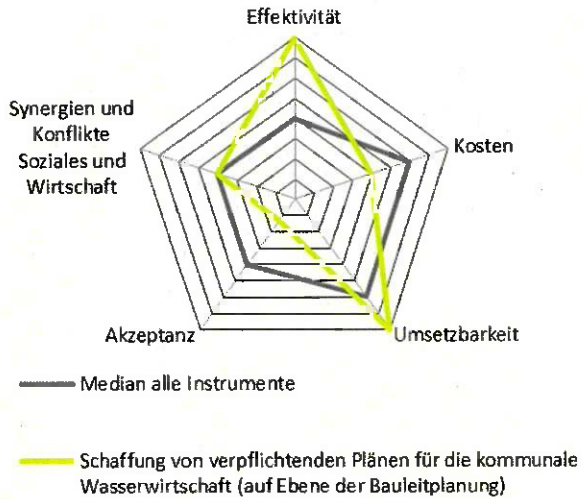 Effektivität
Synergien und
Konflikte
Soziales und
Wirtschaft
Kosten
Akzeptanz
Umsetzbarkeit
Median alle Instrumente
Schaffung von verpflichtenden Plänen für die kommunale
Wasserwirtschaft (auf Ebene der Bauleitplanung)